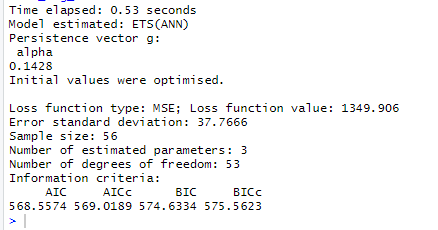 Time elapsed: 0.53 seconds
Model estimated: ETS(ANN)
Persistence vector g:
 alpha
0.1428
Initial values were optimised.

Loss function type: MSE; Loss function value: 1349.906
Error standard deviation: 37.7666
Sample size: 56
Number of estimated parameters: 3
Number of degrees of freedom: 53
Information criteria:
     AIC     AICc      BIC     BICc
568.5574 569.0189 574.6334 575.5623
>